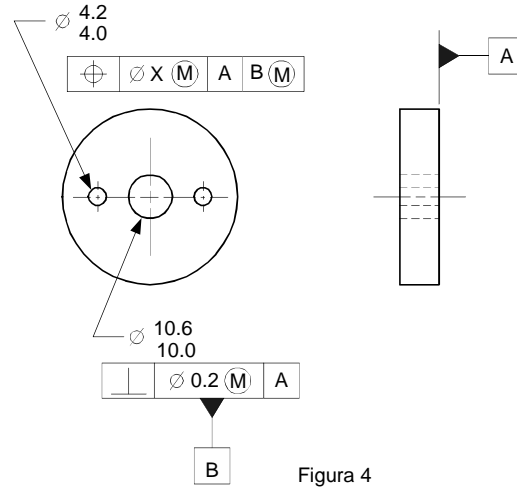 ⌀ 4.2
4.0
⌖ ⌀ X Ⓜ A B Ⓜ
A
⌀ 10.6
10.0
⊥ ⌀ 0.2 Ⓜ A
B
Figura 4